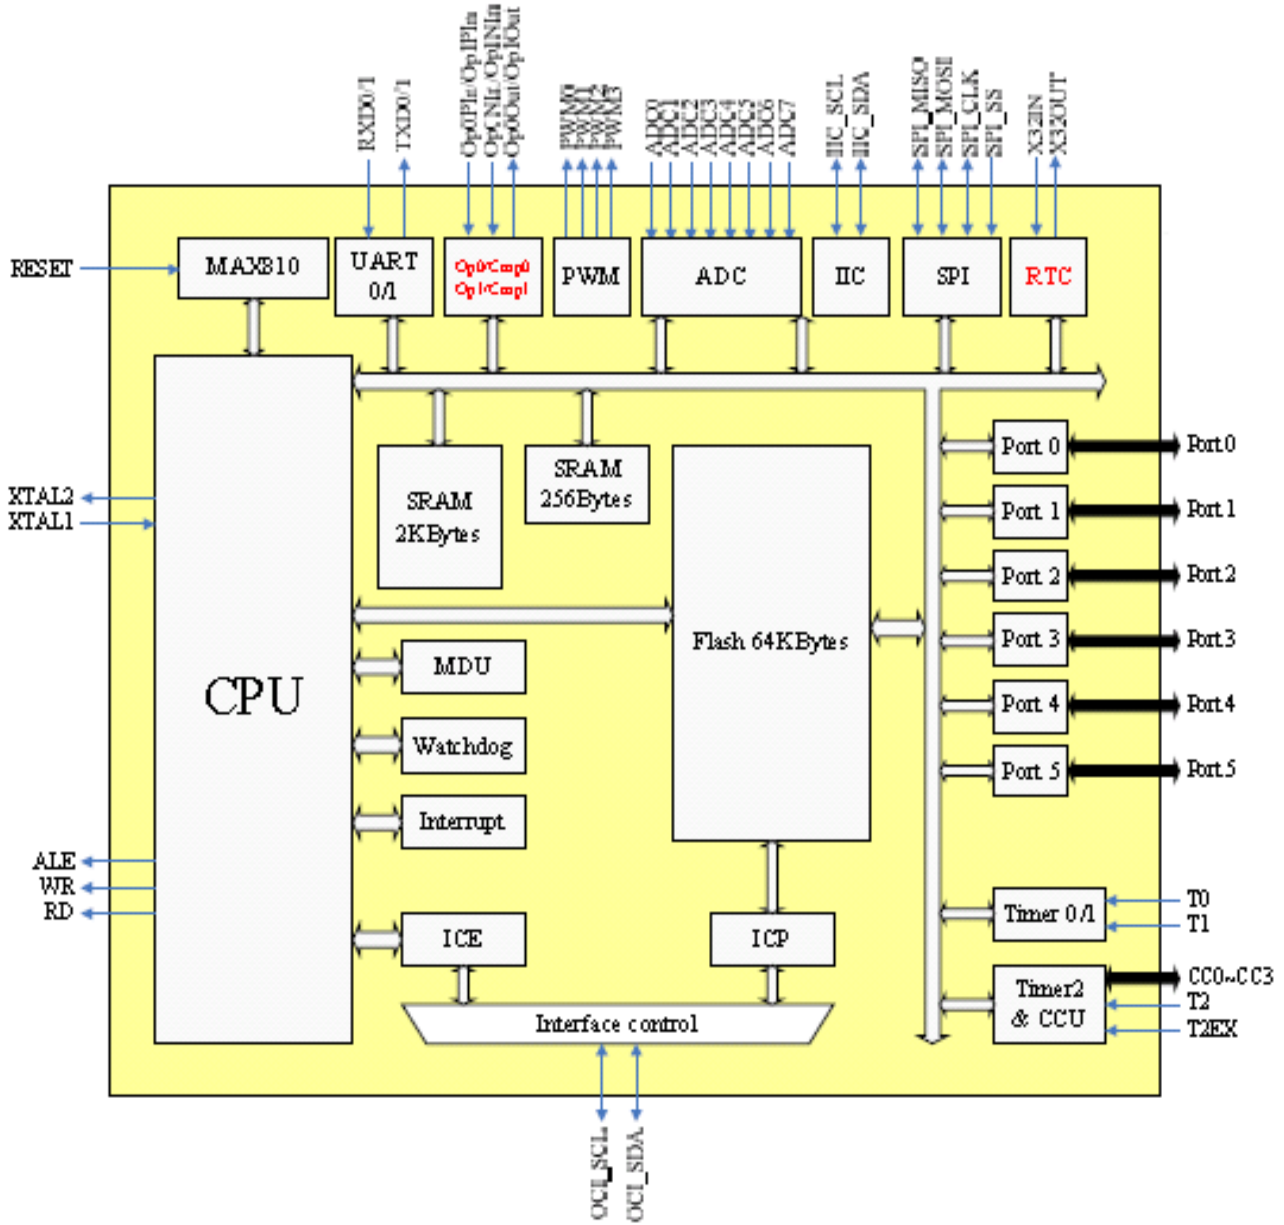 RXD0/1
TXD0/1
Op0PIn/Op1PIn
OpCNIn/Op1NIn
Op0Out/Op1Out
PWM0
PWM1
PWM2
PWM3
ADC0
ADC1
ADC2
ADC3
ADC4
ADC5
ADC6
ADC7
IIC_SCL
IIC_SDA
SPI_MISO
SPI_MOSI
SPI_CLK
SPI_SS
X32IN
X32OUT
RESET
MAX810
UART
0/1
Op0/Cmp0
Op1/Cmp1
PWM
ADC
IIC
SPI
RTC
XTAL2
XTAL1
CPU
SRAM
2KBytes
SRAM
256Bytes
Flash 64KBytes
Port 0
Port0
Port 1
Port1
Port 2
Port2
Port 3
Port3
Port 4
Port4
Port 5
Port5
MDU
Watchdog
Interrupt
ALE
WR
RD
ICE
ICP
Timer 0/1
T0
T1
Timer2
& CCU
CC0~CC3
T2
T2EX
Interface control
OCI_SCL
OCI_SDA